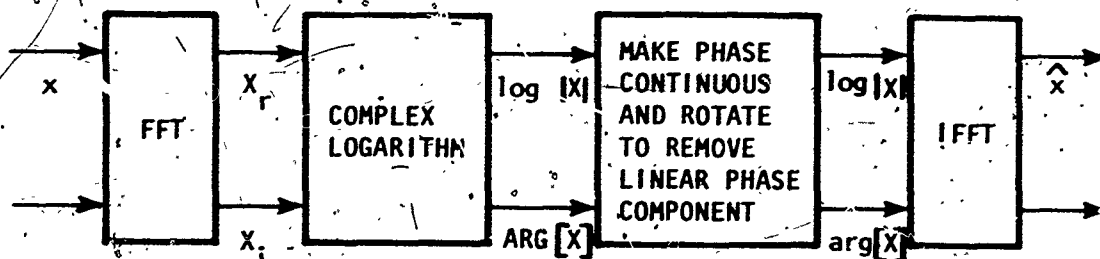 x
FFT
X_r
X_i
COMPLEX
LOGARITHM
log |X|
ARG [X]
MAKE PHASE
CONTINUOUS
AND ROTATE
TO REMOVE
LINEAR PHASE
COMPONENT
log |X|
arg[X]
IFFT
x̂